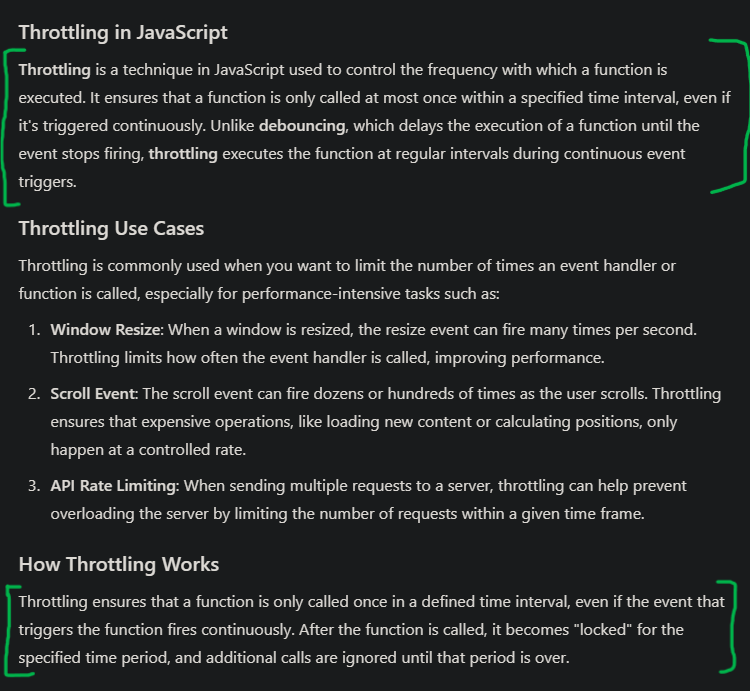 Throttling in JavaScript
Throttling is a technique in JavaScript used to control the frequency with which a function is
executed. It ensures that a function is only called at most once within a specified time interval, even if
it's triggered continuously. Unlike debouncing, which delays the execution of a function until the
event stops firing, throttling executes the function at regular intervals during continuous event
triggers.
Throttling Use Cases
Throttling is commonly used when you want to limit the number of times an event handler or
function is called, especially for performance-intensive tasks such as:
1. Window Resize: When a window is resized, the resize event can fire many times per second.
Throttling limits how often the event handler is called, improving performance.
2. Scroll Event: The scroll event can fire dozens or hundreds of times as the user scrolls. Throttling
ensures that expensive operations, like loading new content or calculating positions, only
happen at a controlled rate.
3. API Rate Limiting: When sending multiple requests to a server, throttling can help prevent
overloading the server by limiting the number of requests within a given time frame.
How Throttling Works
Throttling ensures that a function is only called once in a defined time interval, even if the event that
triggers the function fires continuously. After the function is called, it becomes "locked" for the
specified time period, and additional calls are ignored until that period is over.